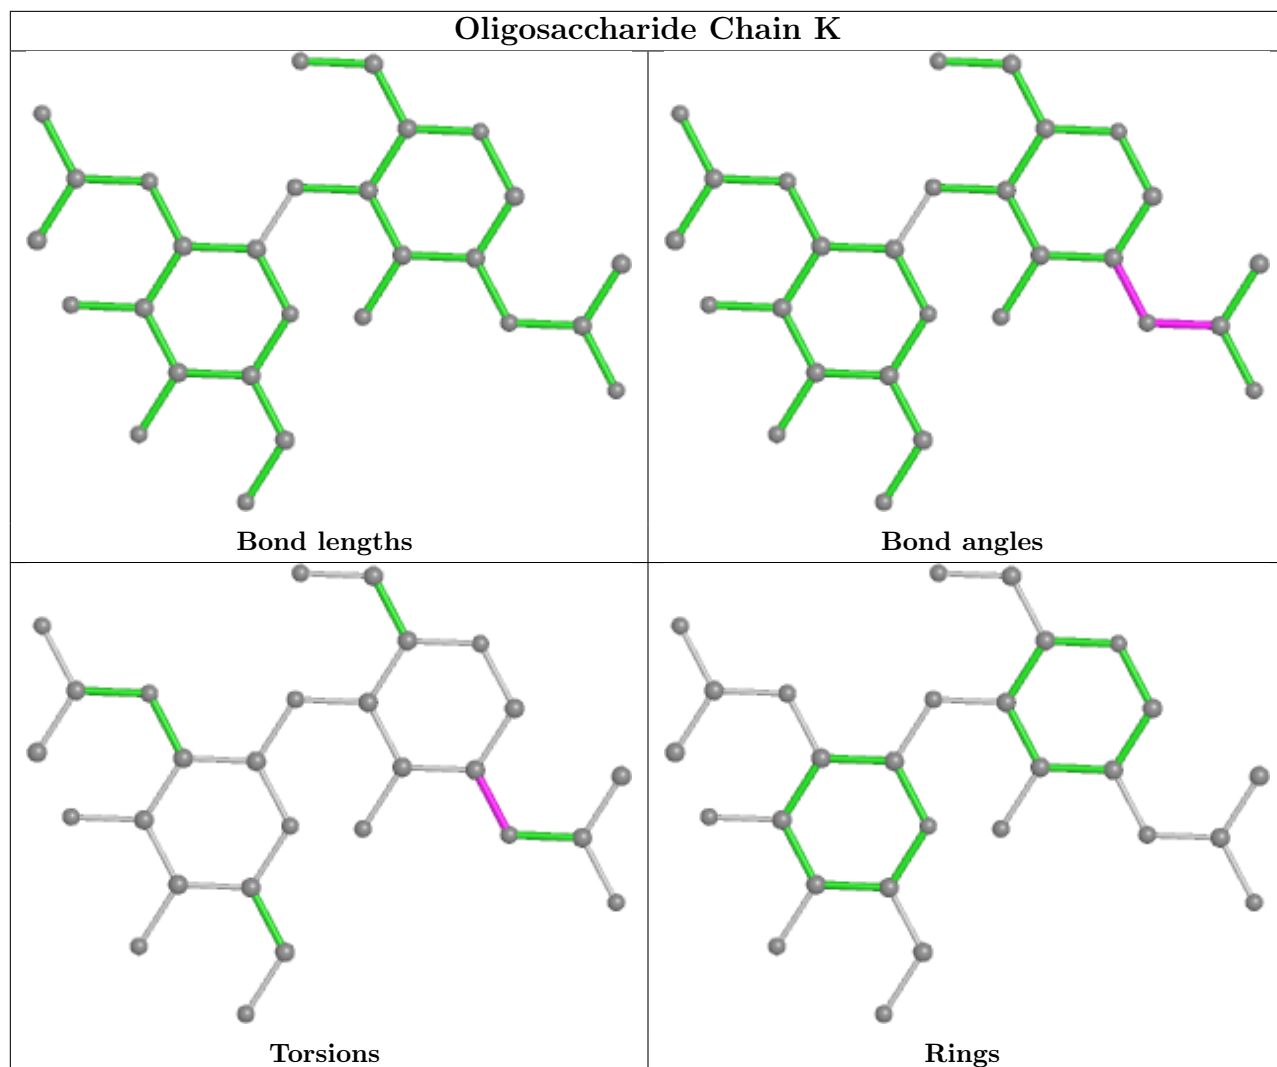 Oligosaccharide Chain K
Bond lengths
Bond angles
Torsions
Rings